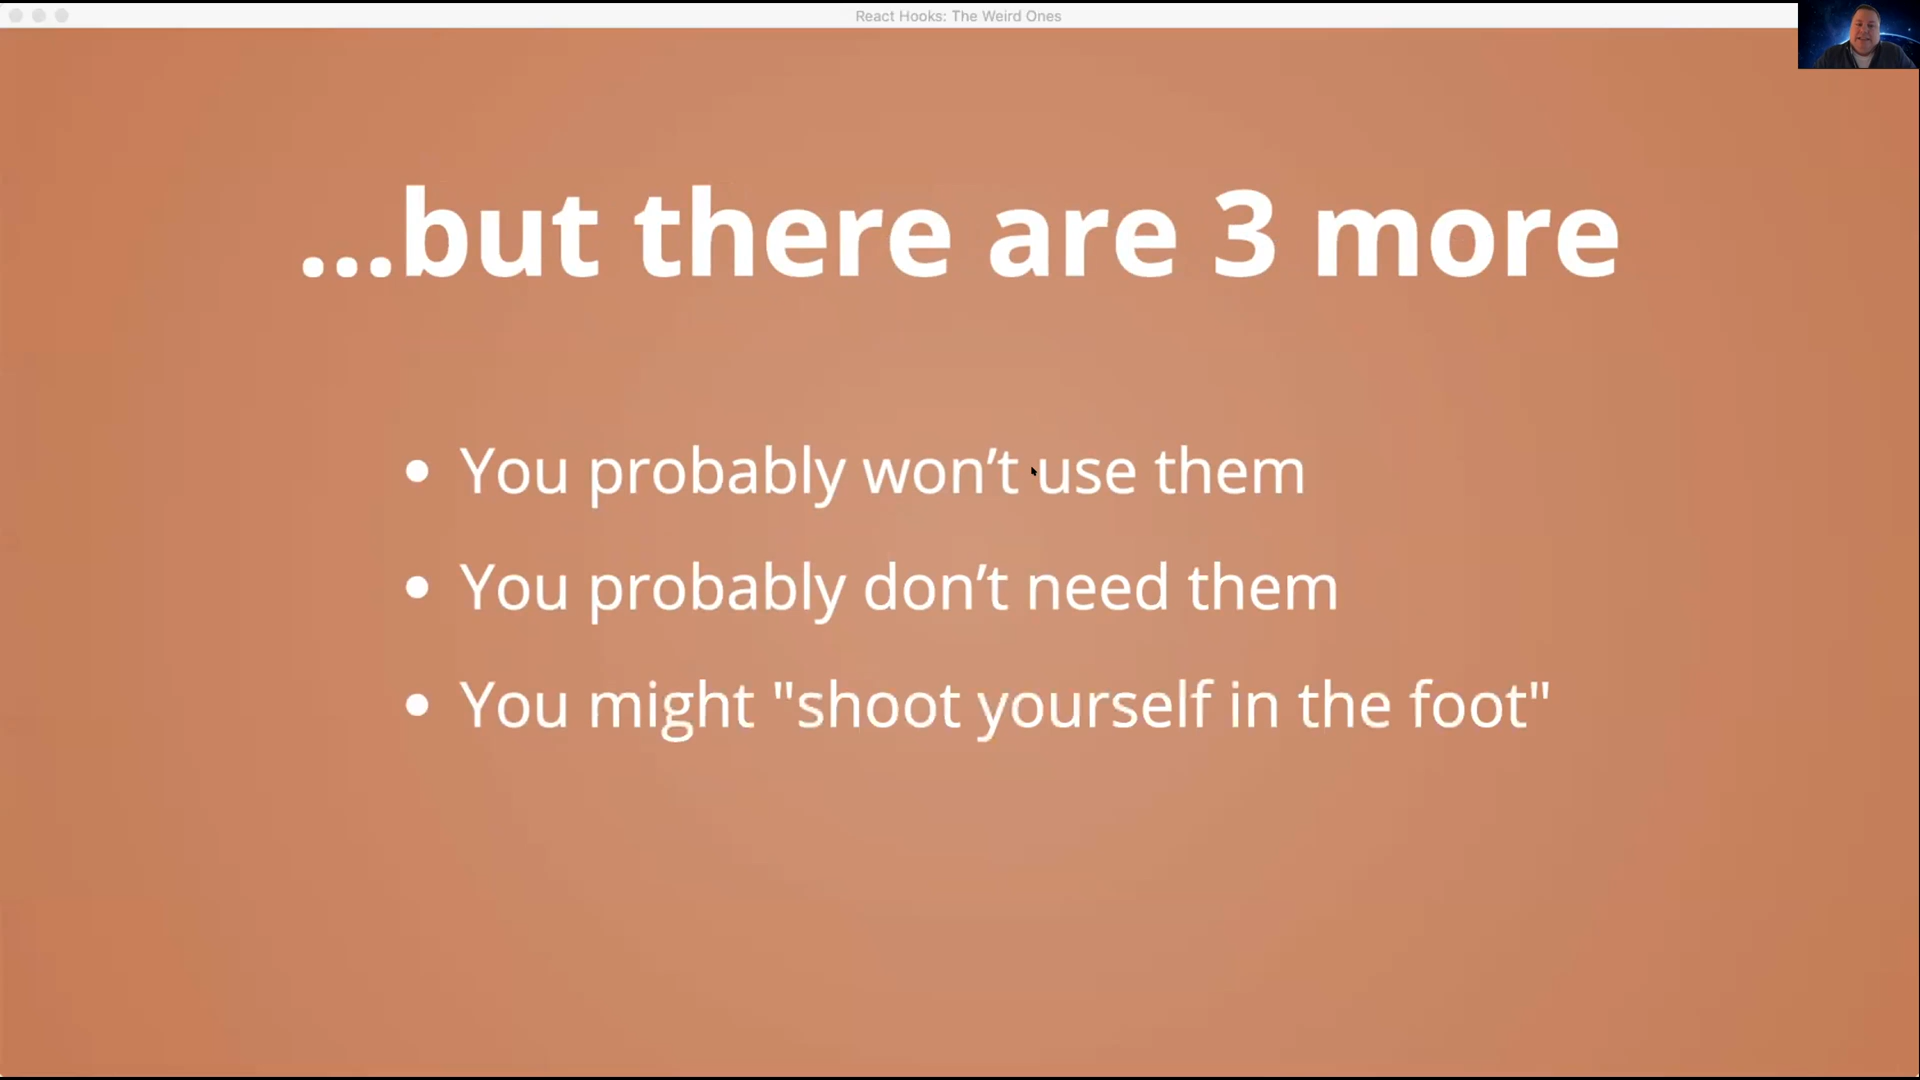 React Hooks: The Weird Ones
...but there are 3 more
• You probably won’t use them
• You probably don’t need them
• You might "shoot yourself in the foot"